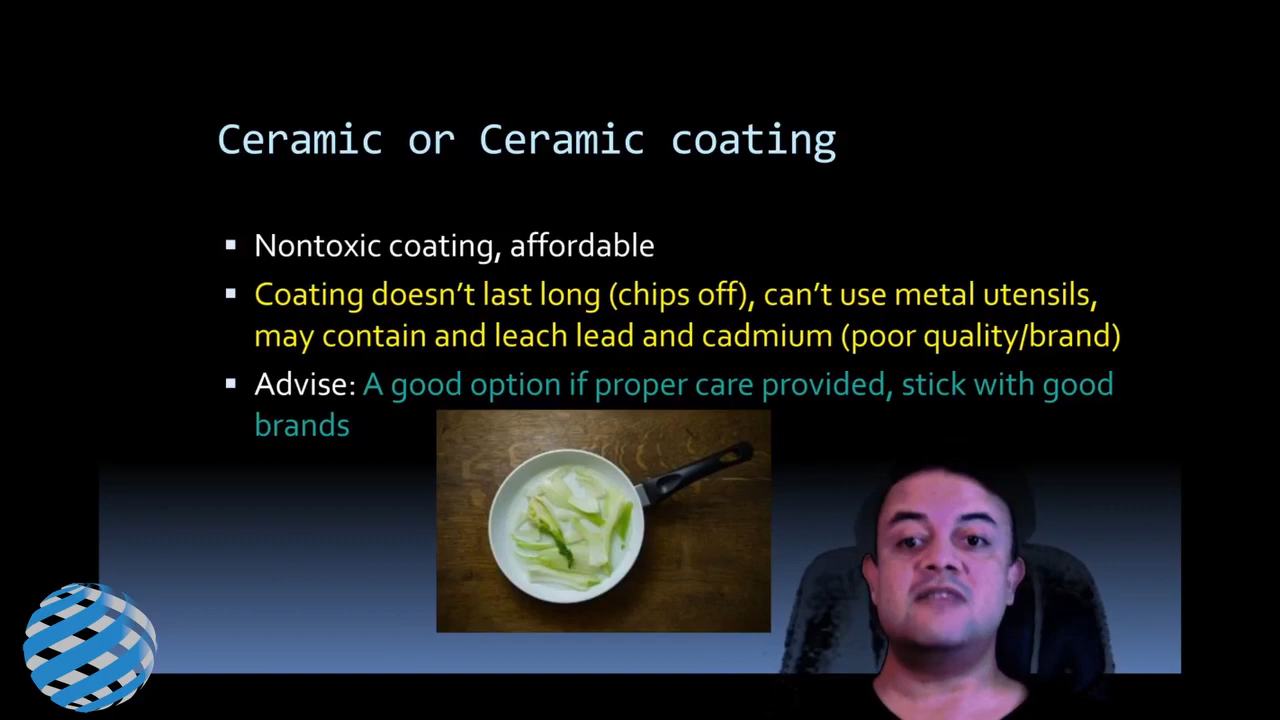 Ceramic or Ceramic coating
Nontoxic coating, affordable
Coating doesn't last long (chips off), can't use metal utensils,
may contain and leach lead and cadmium (poor quality/brand)
Advise: A good option if proper care provided, stick with good
brands